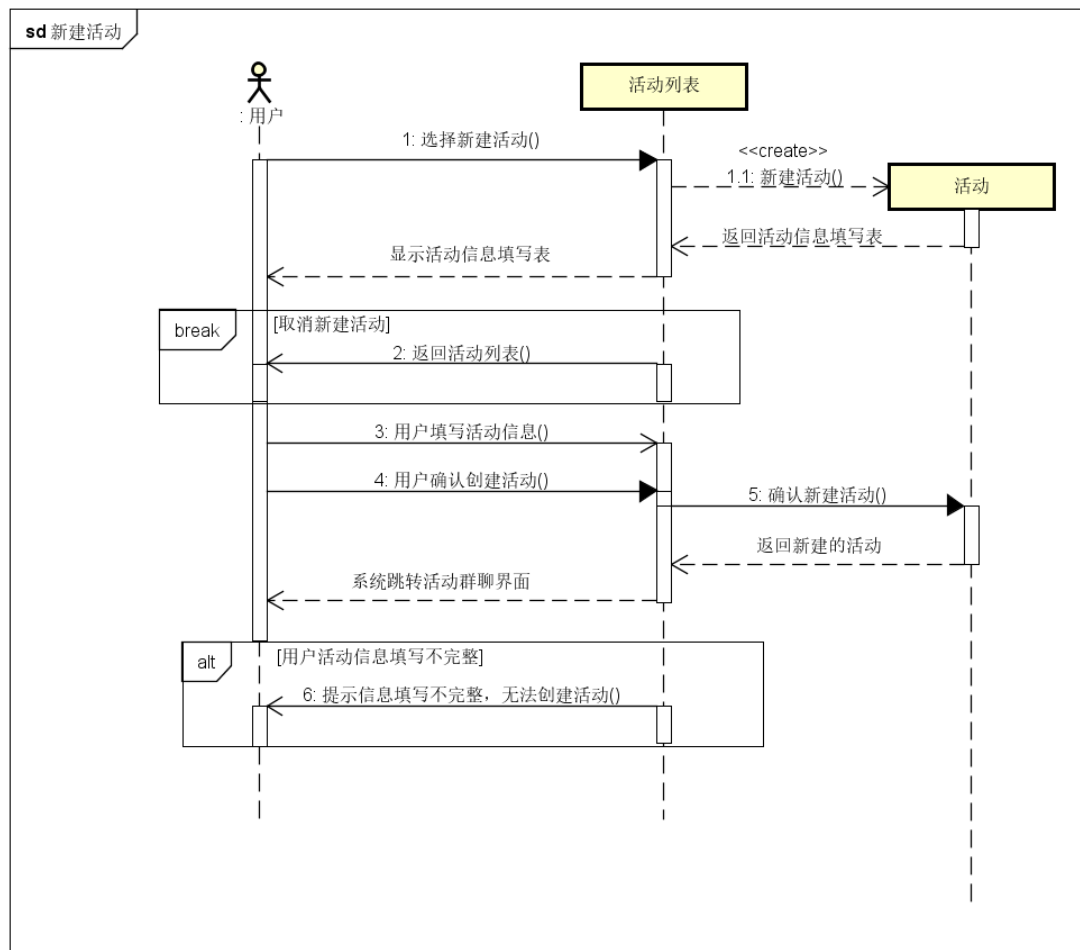 sd 新建活动
: 用户
活动列表
1: 选择新建活动()
<<create>>
1.1: 新建活动()
活动
返回活动信息填写表
显示活动信息填写表
break
[取消新建活动]
2: 返回活动列表()
3: 用户填写活动信息()
4: 用户确认创建活动()
5: 确认新建活动()
返回新建的活动
系统跳转活动群聊界面
alt
[用户活动信息填写不完整]
6: 提示信息填写不完整，无法创建活动()